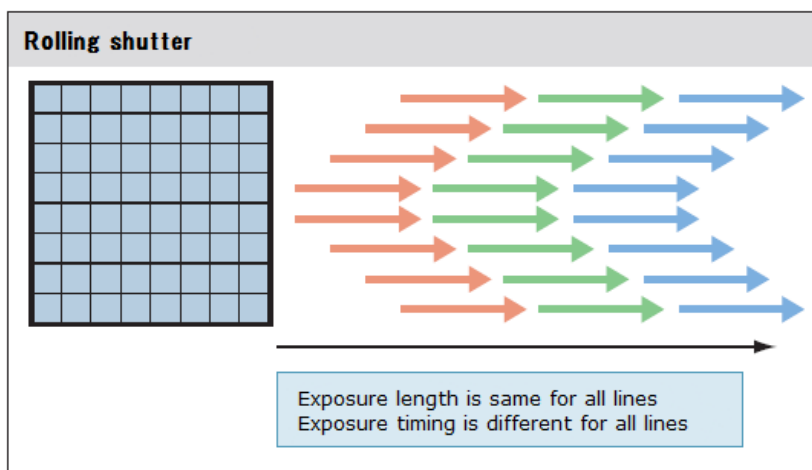 Rolling shutter
Exposure length is same for all lines
Exposure timing is different for all lines